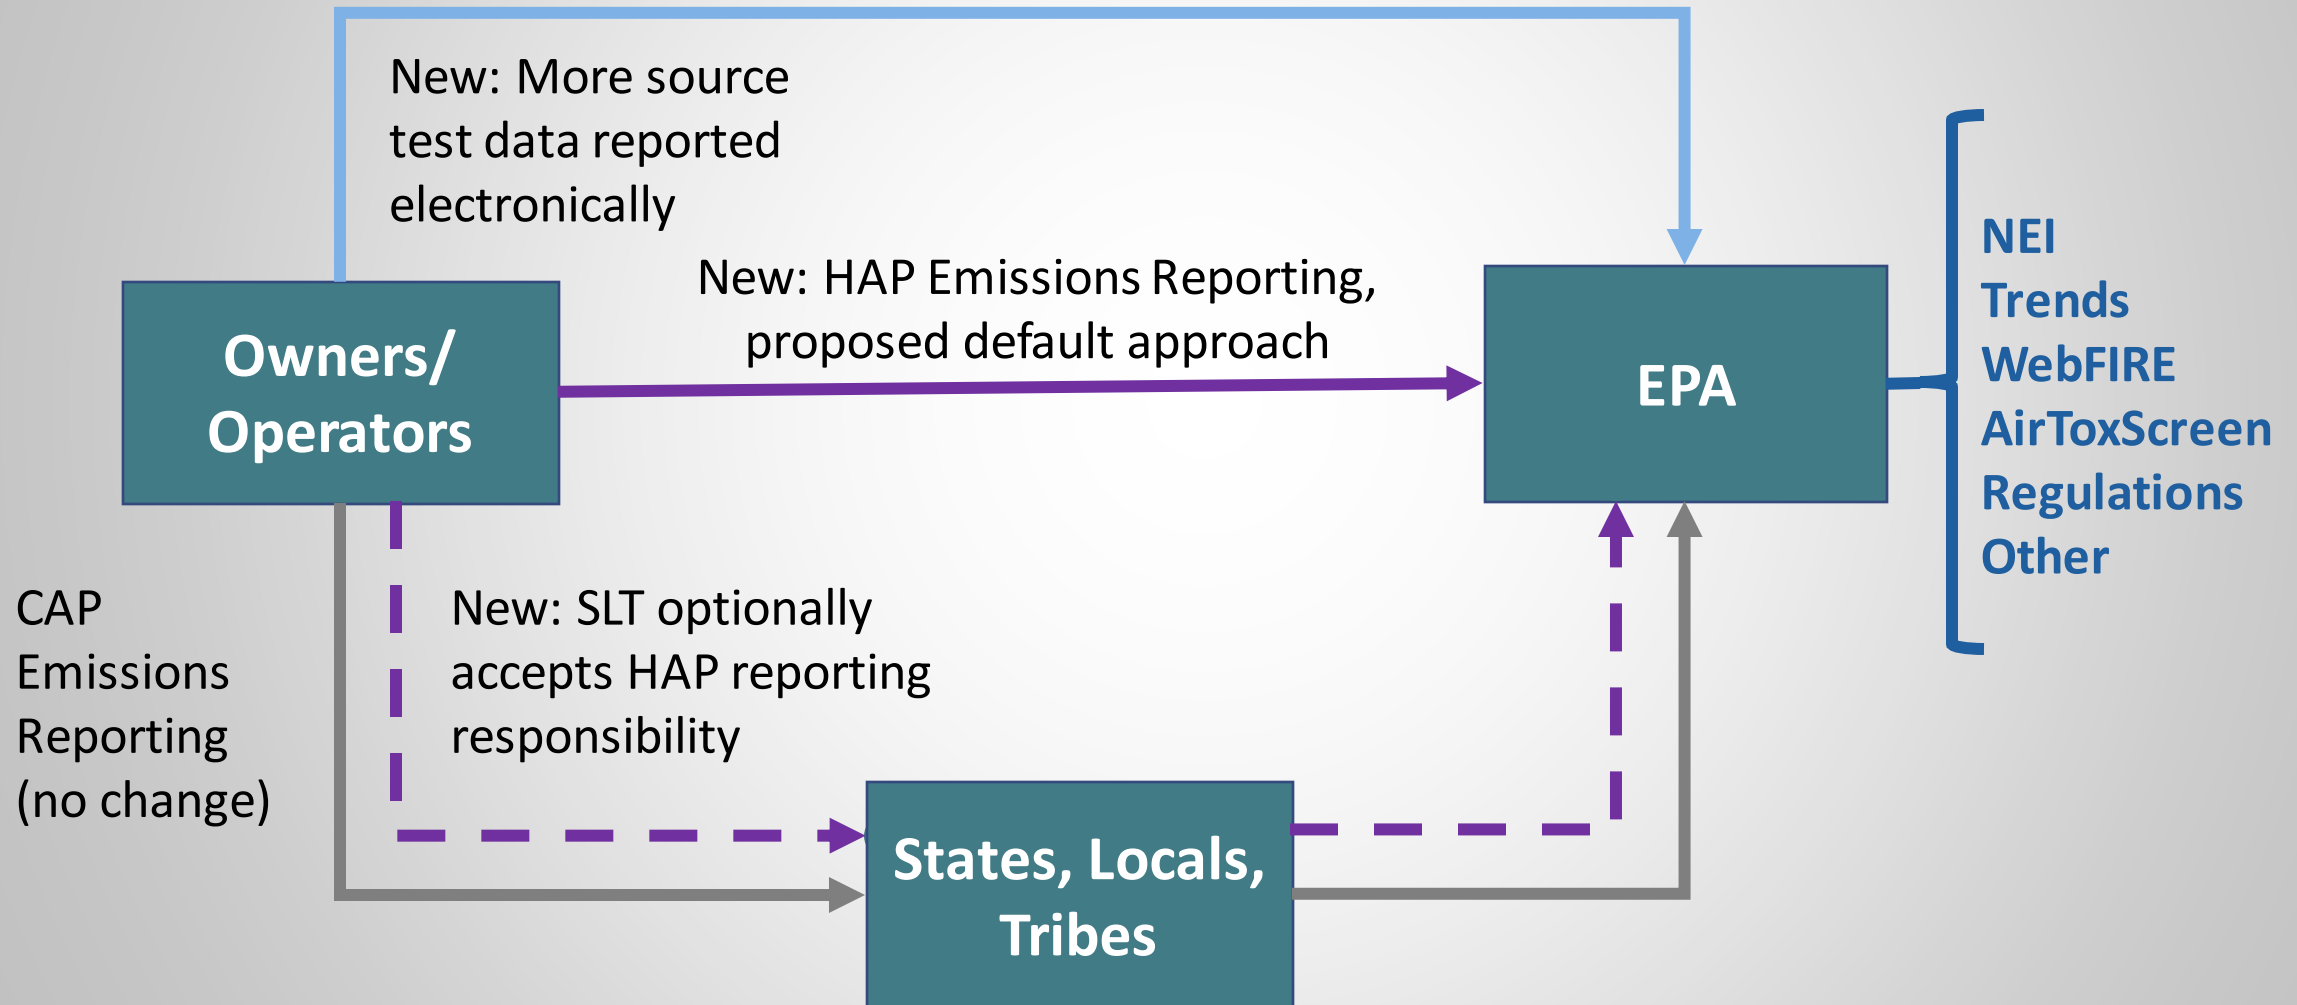 New: More source
test data reported
electronically
New: HAP Emissions Reporting,
proposed default approach
Owners/
Operators
EPA
NEI
Trends
WebFIRE
AirToxScreen
Regulations
Other
CAP
Emissions
Reporting
(no change)
New: SLT optionally
accepts HAP reporting
responsibility
States, Locals,
Tribes